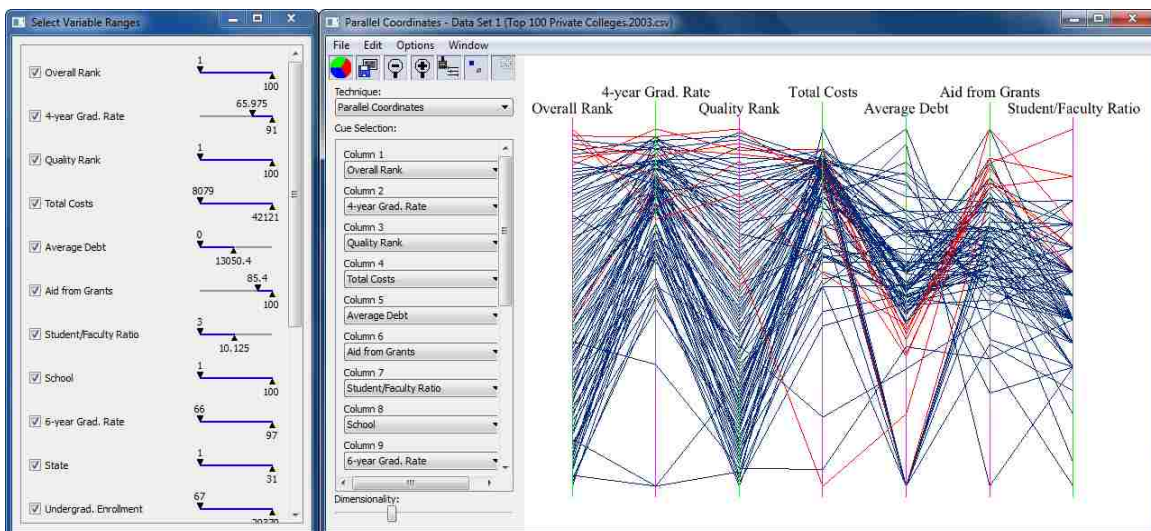 Select Variable Ranges
1
Overall Rank
100
65.975
4-year Grad. Rate
91
1
Quality Rank
100
8079
Total Costs
42121
0
Average Debt
13050.4
85.4
Aid from Grants
100
3
Student/Faculty Ratio
10.125
1
School
100
66
6-year Grad. Rate
97
1
State
31
67
Undergrad. Enrollment
Parallel Coordinates - Data Set 1 (Top 100 Private Colleges.2003.csv)
File Edit Options Window
Technique:
Parallel Coordinates
Cue Selection:
Column 1
Overall Rank
Column 2
4-year Grad. Rate
Column 3
Quality Rank
Column 4
Total Costs
Column 5
Average Debt
Column 6
Aid from Grants
Column 7
Student/Faculty Ratio
Column 8
School
Column 9
6-year Grad. Rate
Dimensionality:
4-year Grad. Rate Total Costs Aid from Grants
Overall Rank Quality Rank Average Debt Student/Faculty Ratio